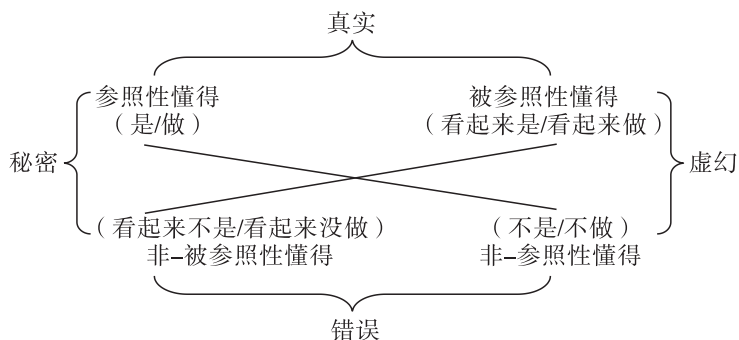 真实
参照性懂得
被参照性懂得
（是/做）
（看起来是/看起来做）
秘密
虚幻
（看起来不是/看起来没做）
（不是/不做）
非–被参照性懂得
非–参照性懂得
错误